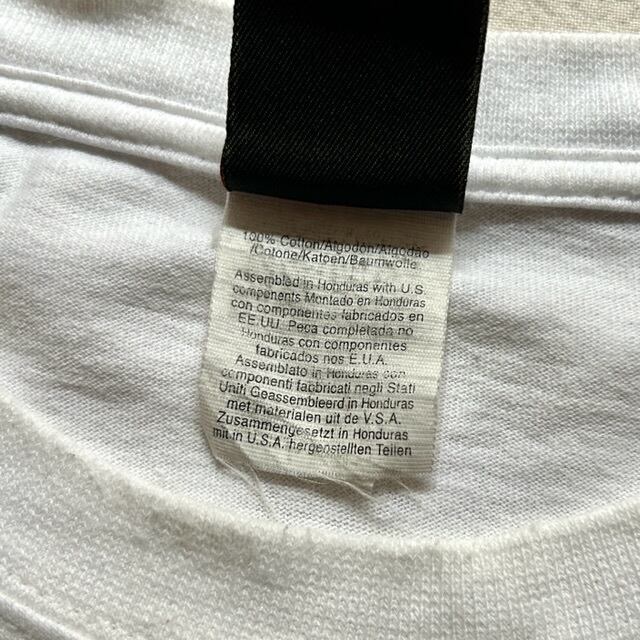 100% Cotton/Algodón/Algodão
/Cotone/Katoen/Baumwolle
Assembled in Honduras with U.S.
components Montado en Honduras
con componentes fabricados en
EE.UU. Peca completada no
Honduras con componentes
fabricados nos E.U.A.
Assemblato in Honduras con
componenti fabbricati negli Stati
Uniti Geassembleerd in Honduras
met materialen uit de V.S.A.
Zusammengesetzt in Honduras
mit in U.S.A. hergenstellten Teilen